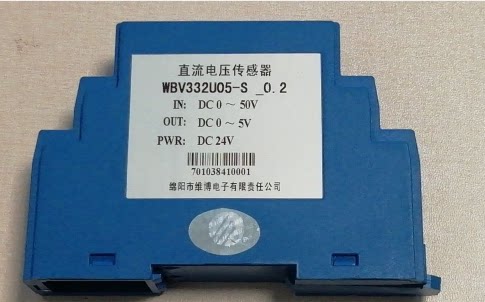 直流电压传感器
WBV332U05-S _0.2
IN: DC 0～50V
OUT: DC 0～5V
PWR: DC 24V
701038410001
绵阳市维博电子有限责任公司